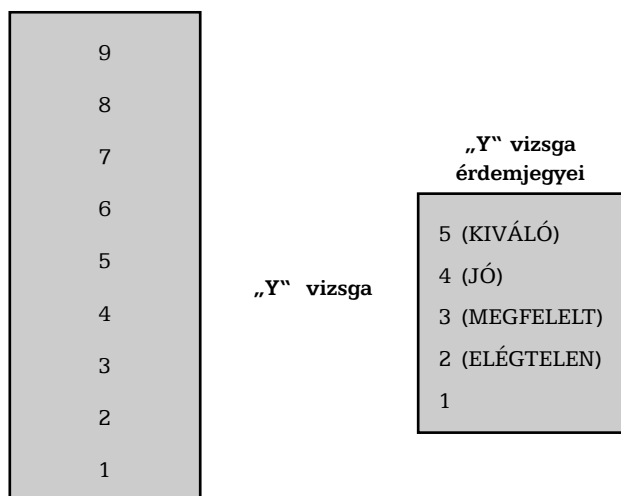 9
8
7
6
5
4
3
2
1
„Y‟ vizsga
„Y‟ vizsga
érdemjegyei
5 (KIVÁLÓ)
4 (JÓ)
3 (MEGFELELT)
2 (ELÉGTELEN)
1